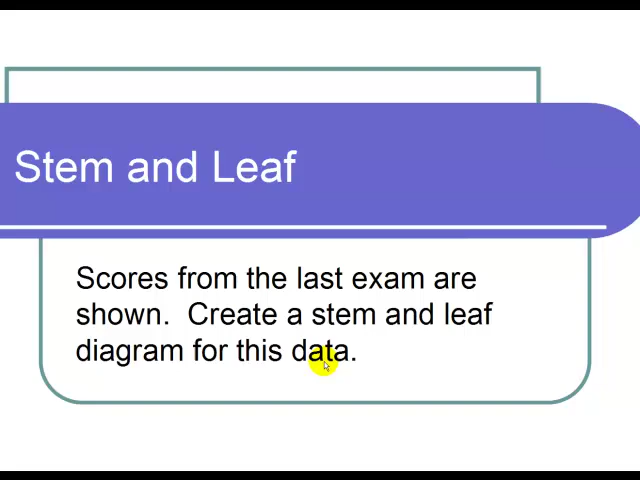 Stem and Leaf
Scores from the last exam are
shown.  Create a stem and leaf
diagram for this data.